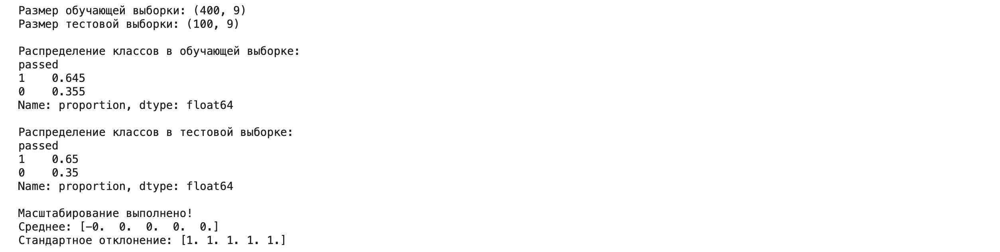 Размер обучающей выборки: (400, 9)
Размер тестовой выборки: (100, 9)

Распределение классов в обучающей выборке:
passed
1    0.645
0    0.355
Name: proportion, dtype: float64

Распределение классов в тестовой выборке:
passed
1    0.65
0    0.35
Name: proportion, dtype: float64

Масштабирование выполнено!
Среднее: [-0.  0.  0.  0.  0.]
Стандартное отклонение: [1. 1. 1. 1. 1.]